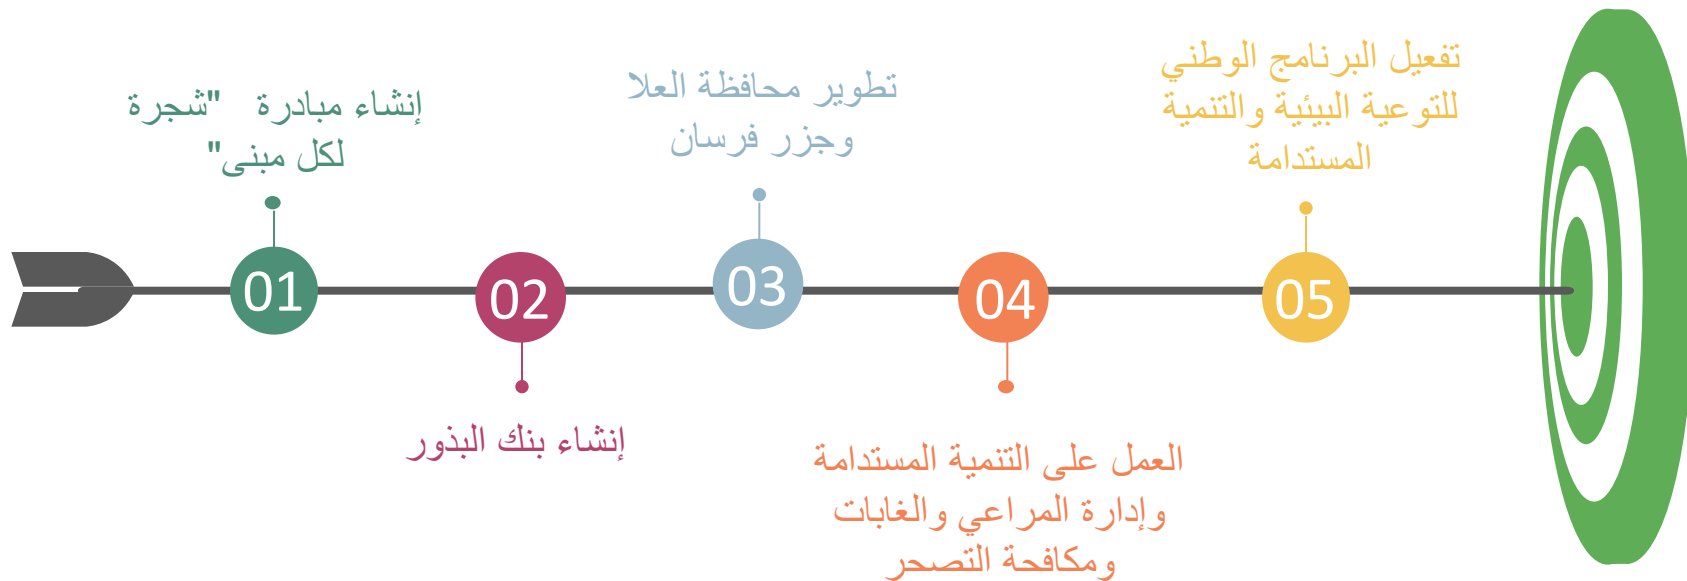 01
إنشاء مبادرة "شجرة
لكل مبنى"
02
إنشاء بنك البذور
03
تطوير محافظة العلا
وجزر فرسان
04
العمل على التنمية المستدامة
وإدارة المراعي والغابات
ومكافحة التصحر
05
تفعيل البرنامج الوطني
للتوعية البيئية والتنمية
المستدامة